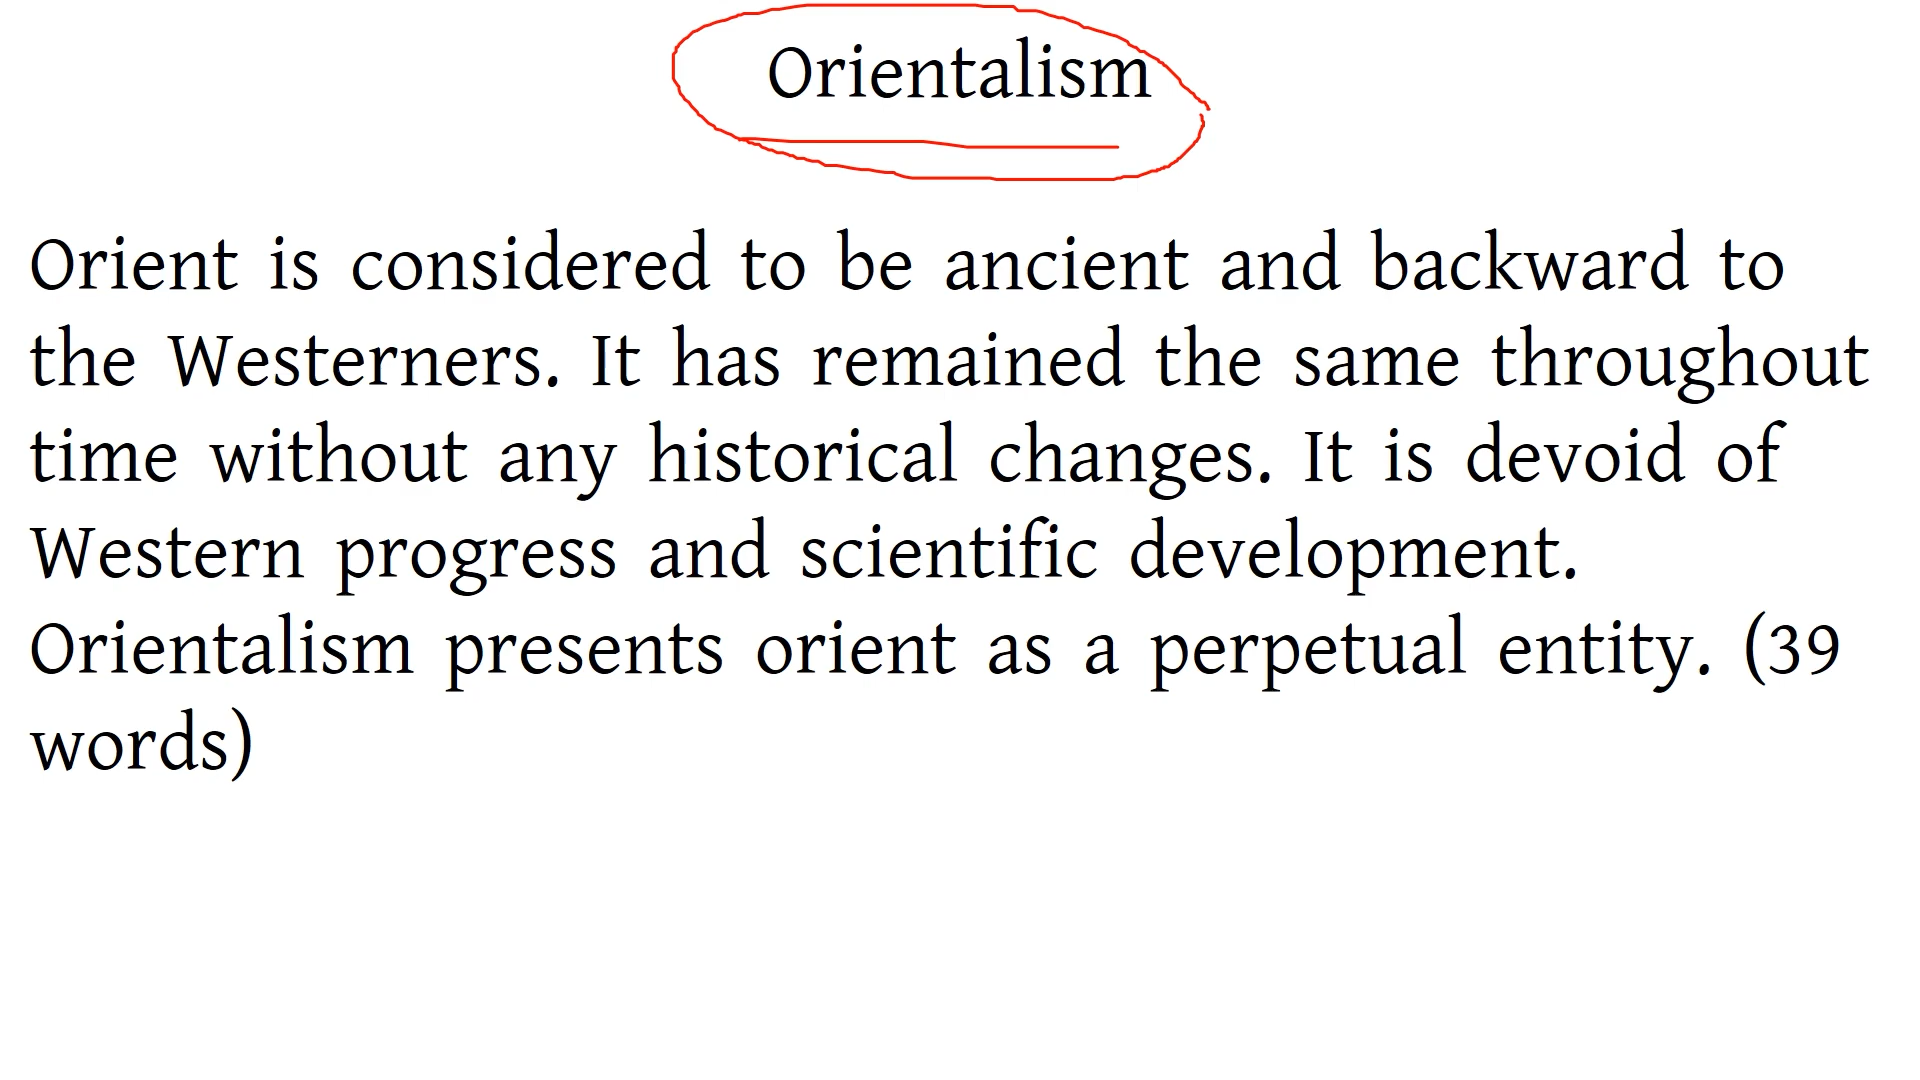 Orientalism
Orient is considered to be ancient and backward to
the Westerners. It has remained the same throughout
time without any historical changes. It is devoid of
Western progress and scientific development.
Orientalism presents orient as a perpetual entity. (39
words)